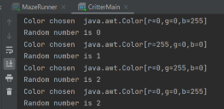 MazeRunner × CritterMain ×
Color chosen java.awt.Color[r=0,g=0,b=255]
Random number is 0
Color chosen java.awt.Color[r=255,g=0,b=0]
Random number is 1
Color chosen java.awt.Color[r=0,g=255,b=0]
Random number is 2
Color chosen java.awt.Color[r=0,g=0,b=255]
Random number is 2